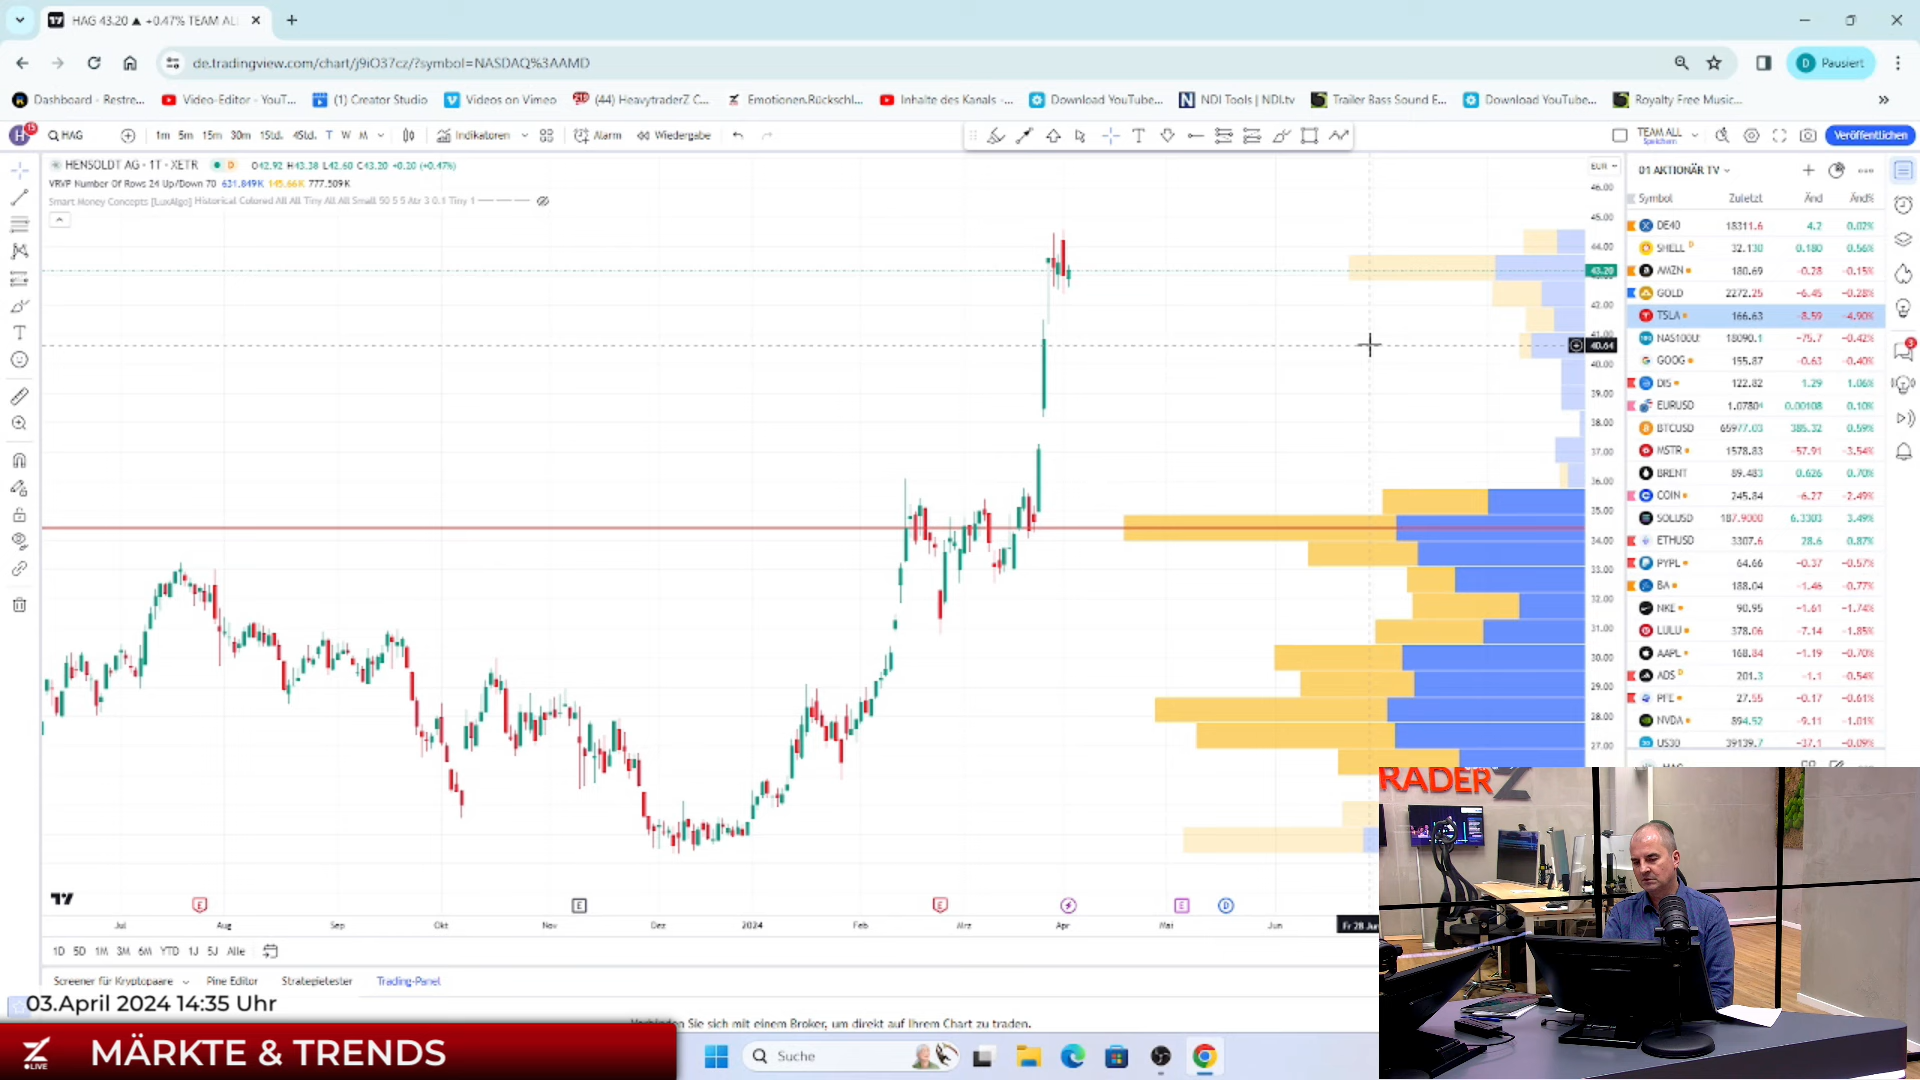 HAG 43.20 ▲ +0.47% TEAM ALL
de.tradingview.com/chart/j9iO37cz/?symbol=NASDAQ%3AAMD
Pausiert
Dashboard - Restre...
Video-Editor - YouT...
(1) Creator Studio
Videos on Vimeo
(44) HeavytraderZ C...
Emotionen.Rückschl...
Inhalte des Kanals -...
Download YouTube...
NDI Tools | NDI.tv
Trailer Bass Sound E...
Download YouTube...
Royalty Free Music...
HAG
1m 5m 15m 30m 1Std. 4Std. T W M
Indikatoren
Alarm
Wiedergabe
TEAM ALL
Speichern
Veröffentlichen
HENSOLDT AG · 1T · XETR
O42.92 H43.38 L42.60 C43.20 +0.20 (+0.47%)
VRVP Number Of Rows 24 Up/Down 70 631.849K 145.66K 777.509K
Smart Money Concepts [LuxAlgo] Historical Colored All All Tiny All All Small 50 5 5 Atr 3 0.1 Tiny 1
EUR
46.00
45.00
44.00
43.20
42.00
41.00
40.64
40.00
39.00
38.00
37.00
36.00
35.00
34.00
33.00
32.00
31.00
30.00
29.00
28.00
27.00
Jul Aug Sep Okt Nov Dez 2024 Feb Mrz Apr Mai Jun
1D 5D 1M 3M 6M YTD 1J 5J Alle
Screener für Kryptopaare
Pine Editor
Strategietester
Trading-Panel
01 AKTIONÄR TV
Symbol Zuletzt Änd Änd%
DE40 18311.6 4.2 0.02%
SHELL D 32.130 0.180 0.56%
AMZN 180.69 -0.28 -0.15%
GOLD 2272.25 -6.45 -0.28%
TSLA 166.63 -8.59 -4.90%
NAS100U 18090.1 -75.7 -0.42%
GOOG 155.87 -0.63 -0.40%
DIS 122.82 1.29 1.06%
EURUSD 1.07804 0.00108 0.10%
BTCUSD 65977.03 385.32 0.59%
MSTR 1578.83 -57.91 -3.54%
BRENT 89.483 0.626 0.70%
COIN 245.84 -6.27 -2.49%
SOLUSD 187.9000 6.3303 3.49%
ETHUSD 3307.6 28.6 0.87%
PYPL 64.66 -0.37 -0.57%
BA 188.04 -1.46 -0.77%
NKE 90.95 -1.61 -1.74%
LULU 378.06 -7.14 -1.85%
AAPL 168.84 -1.19 -0.70%
ADS D 201.3 -1.1 -0.54%
PFE 27.55 -0.17 -0.61%
NVDA 894.52 -9.11 -1.01%
US30 39139.7 -37.1 -0.09%
RADER Z
03.April 2024 14:35 Uhr
Sie sich mit einem Broker, um direkt auf Ihrem Chart zu traden.
LIVE
MÄRKTE & TRENDS
Suche